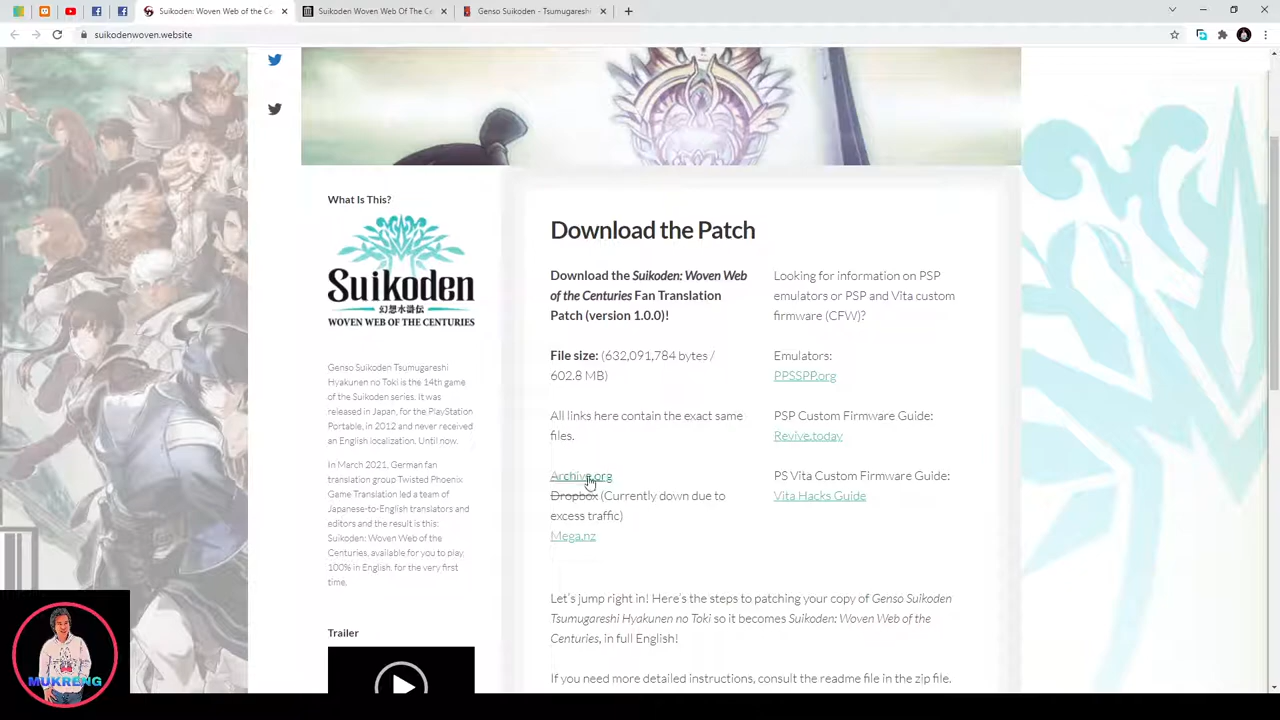 Suikoden: Woven Web of the Ce
Suikoden Woven Web Of The Ce
Genso Suikoden - Tsumugareshi
suikodenwoven.website
What Is This?
Suikoden
幻想水滸伝
WOVEN WEB OF THE CENTURIES
Genso Suikoden Tsumugareshi
Hyakunen no Toki is the 14th game
of the Suikoden series. It was
released in Japan, for the PlayStation
Portable, in 2012 and never received
an English localization. Until now.
In March 2021, German fan
translation group Twisted Phoenix
Game Translation led a team of
Japanese-to-English translators and
editors and the result is this:
Suikoden: Woven Web of the
Centuries, available for you to play,
100% in English, for the very first
time.
Trailer
Download the Patch
Download the Suikoden: Woven Web
of the Centuries Fan Translation
Patch (version 1.0.0)!
File size: (632,091,784 bytes /
602.8 MB)
All links here contain the exact same
files.
Archive.org
Dropbox (Currently down due to
excess traffic)
Mega.nz
Looking for information on PSP
emulators or PSP and Vita custom
firmware (CFW)?
Emulators:
PPSSPP.org
PSP Custom Firmware Guide:
Revive.today
PS Vita Custom Firmware Guide:
Vita Hacks Guide
Let's jump right in! Here's the steps to patching your copy of Genso Suikoden
Tsumugareshi Hyakunen no Toki so it becomes Suikoden: Woven Web of the
Centuries, in full English!
If you need more detailed instructions, consult the readme file in the zip file.
MUKRENG